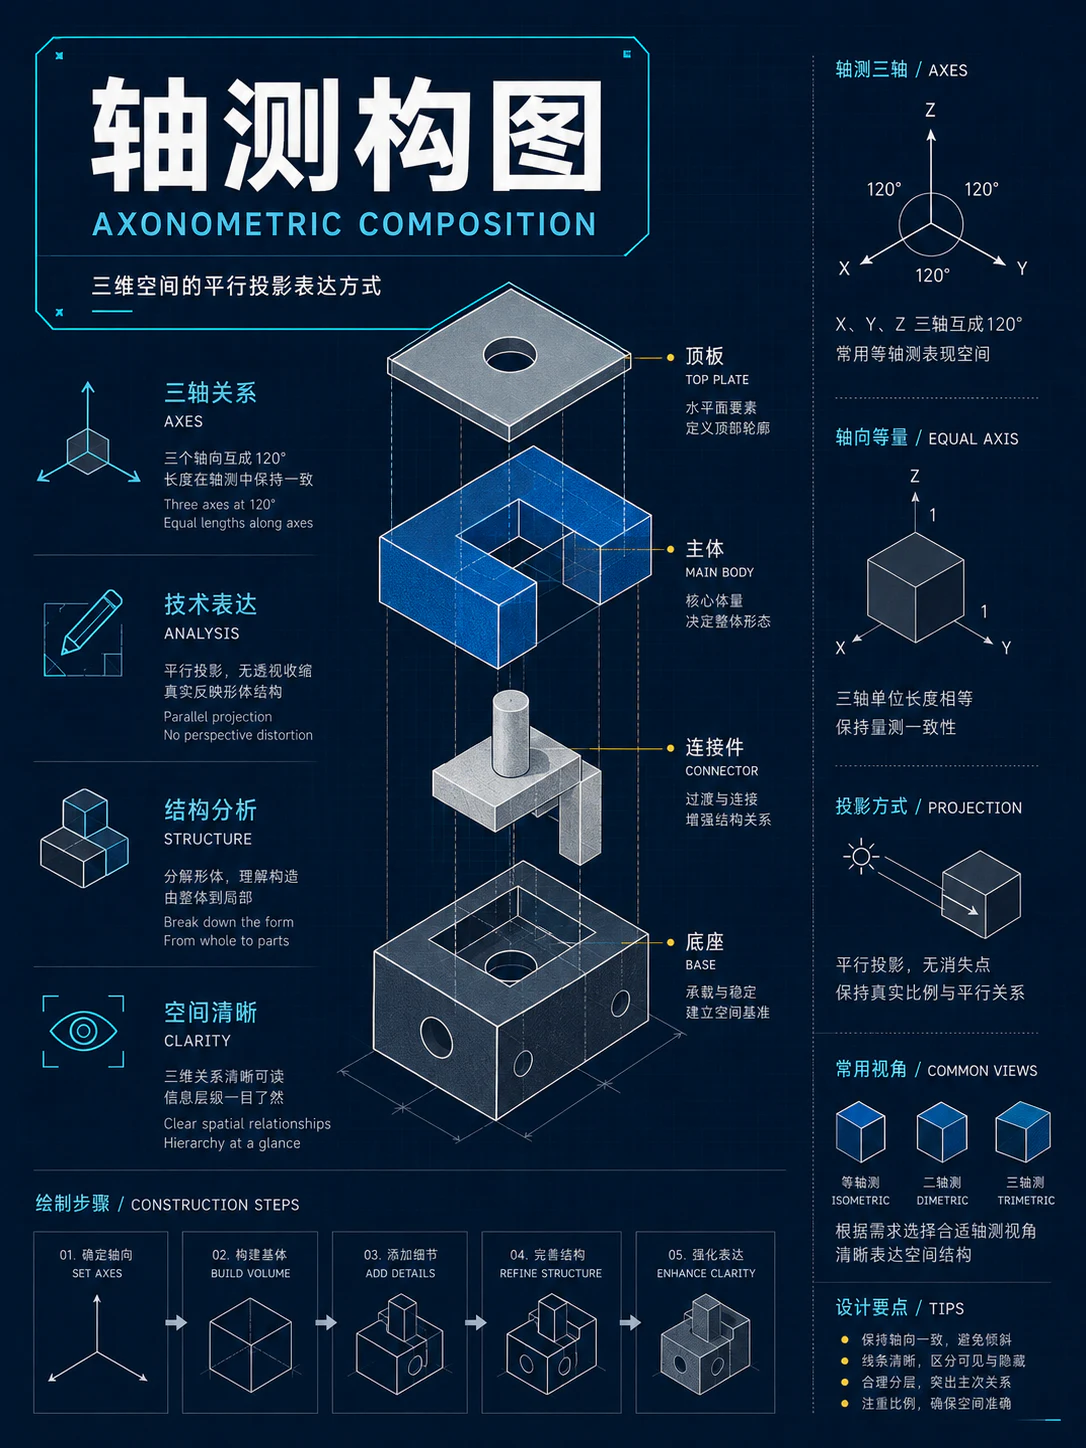 轴测构图
AXONOMETRIC COMPOSITION
三维空间的平行投影表达方式
三轴关系
AXES
三个轴向互成120°
长度在轴测中保持一致
Three axes at 120°
Equal lengths along axes
技术表达
ANALYSIS
平行投影，无透视收缩
真实反映形体结构
Parallel projection
No perspective distortion
结构分析
STRUCTURE
分解形体，理解构造
由整体到局部
Break down the form
From whole to parts
空间清晰
CLARITY
三维关系清晰可读
信息层级一目了然
Clear spatial relationships
Hierarchy at a glance
顶板
TOP PLATE
水平面要素
定义顶部轮廓
主体
MAIN BODY
核心体量
决定整体形态
连接件
CONNECTOR
过渡与连接
增强结构关系
底座
BASE
承载与稳定
建立空间基准
轴测三轴 / AXES
Z
120° 120°
X Y
120°
X、Y、Z 三轴互成120°
常用等轴测表现空间
轴向等量 / EQUAL AXIS
Z
1
1
X Y
三轴单位长度相等
保持量测一致性
投影方式 / PROJECTION
平行投影，无消失点
保持真实比例与平行关系
常用视角 / COMMON VIEWS
等轴测 二轴测 三轴测
ISOMETRIC DIMETRIC TRIMETRIC
根据需求选择合适轴测视角
清晰表达空间结构
设计要点 / TIPS
保持轴向一致，避免倾斜
线条清晰，区分可见与隐藏
合理分层，突出主次关系
注重比例，确保空间准确
绘制步骤 / CONSTRUCTION STEPS
01. 确定轴向
SET AXES
02. 构建基体
BUILD VOLUME
03. 添加细节
ADD DETAILS
04. 完善结构
REFINE STRUCTURE
05. 强化表达
ENHANCE CLARITY